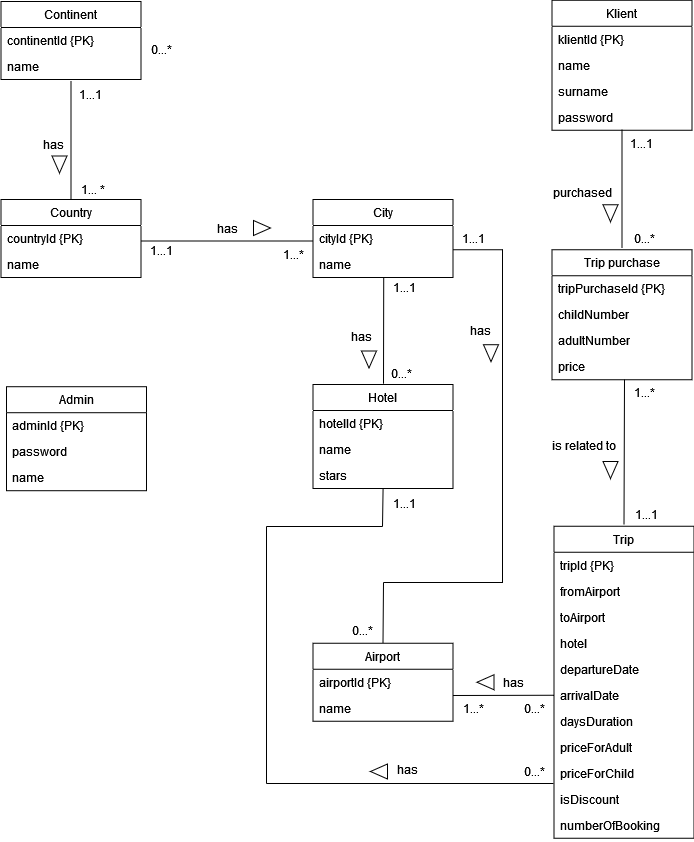 Continent
continentId {PK}
name
0...*
1...1
has
1... *
Country
countryId {PK}
name
1...1
has
1...*
City
cityId {PK}
name
1...1
1...1
has
has
0...*
Hotel
hotelId {PK}
name
stars
1...1
Admin
adminId {PK}
password
name
0...*
Airport
airportId {PK}
name
1...*
has
0...*
has
0...*
Klient
klientId {PK}
name
surname
password
1...1
purchased
0...*
Trip purchase
tripPurchaseId {PK}
childNumber
adultNumber
price
1...*
is related to
1...1
Trip
tripId {PK}
fromAirport
toAirport
hotel
departureDate
arrivalDate
daysDuration
priceForAdult
priceForChild
isDiscount
numberOfBooking